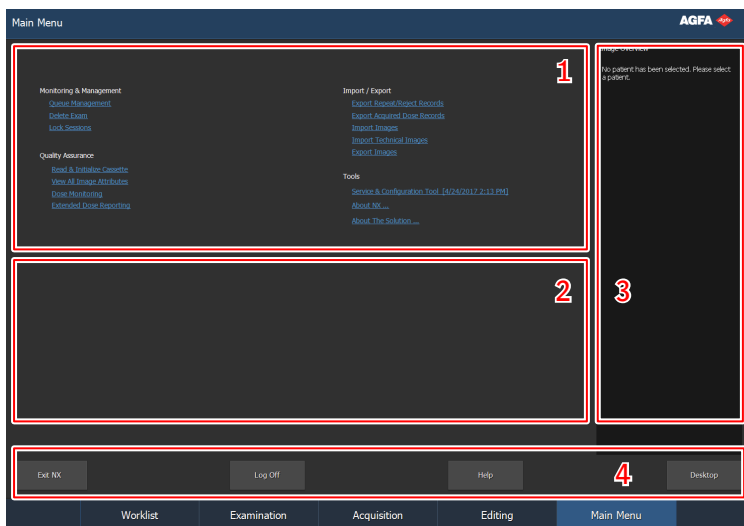 Main Menu
AGFA
1
Monitoring & Management
Queue Management
Delete Exam
Lock Sessions
Quality Assurance
Read & Initialize Cassette
View All Image Attributes
Dose Monitoring
Extended Dose Reporting
Import / Export
Export Repeat/Reject Records
Export Acquired Dose Records
Import Images
Import Technical Images
Export Images
Tools
Service & Configuration Tool [4/24/2017 2:13 PM]
About NX ...
About The Solution ...
Image Overview
No patient has been selected. Please select
a patient.
2
3
4
Exit NX
Log Off
Help
Desktop
Worklist
Examination
Acquisition
Editing
Main Menu